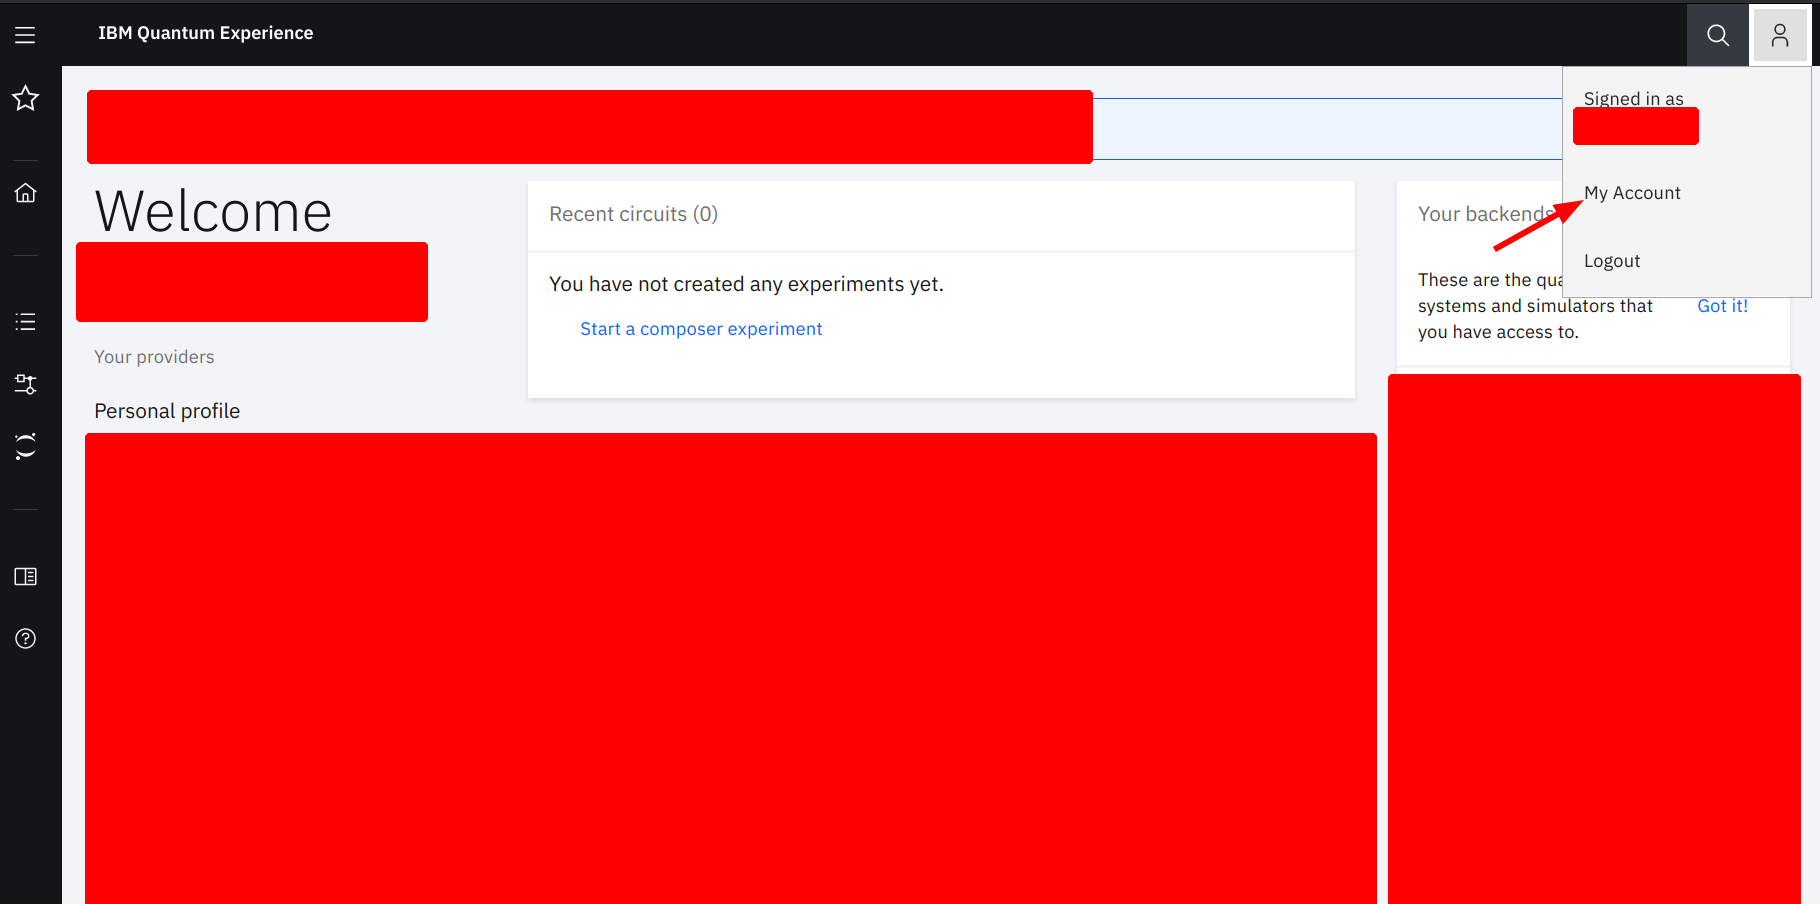 IBM Quantum Experience
Signed in as
My Account
Logout
Welcome
Your providers
Personal profile
Recent circuits (0)
You have not created any experiments yet.
Start a composer experiment
Your backends
These are the qua
systems and simulators that
you have access to.
Got it!